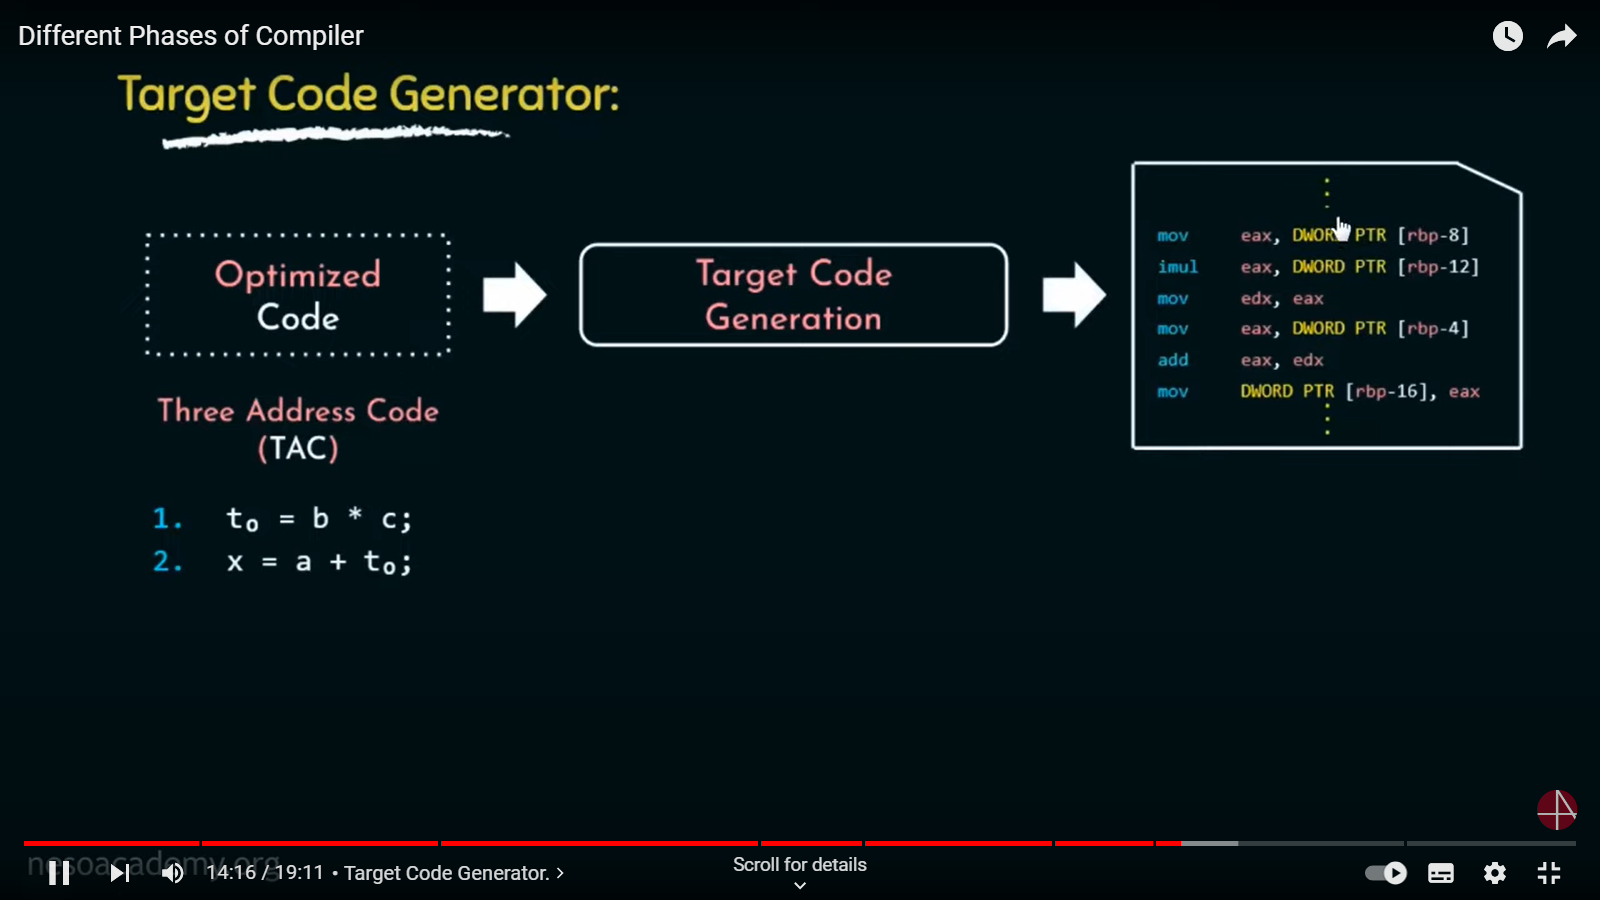 Different Phases of Compiler
Target Code Generator:
Optimized
Code
Target Code
Generation
mov eax, DWORD PTR [rbp-8]
imul eax, DWORD PTR [rbp-12]
mov edx, eax
mov eax, DWORD PTR [rbp-4]
add eax, edx
mov DWORD PTR [rbp-16], eax
Three Address Code
(TAC)
1. t₀ = b * c;
2. x = a + t₀;
nesoacademy.org
14:16 / 19:11 • Target Code Generator. >
Scroll for details